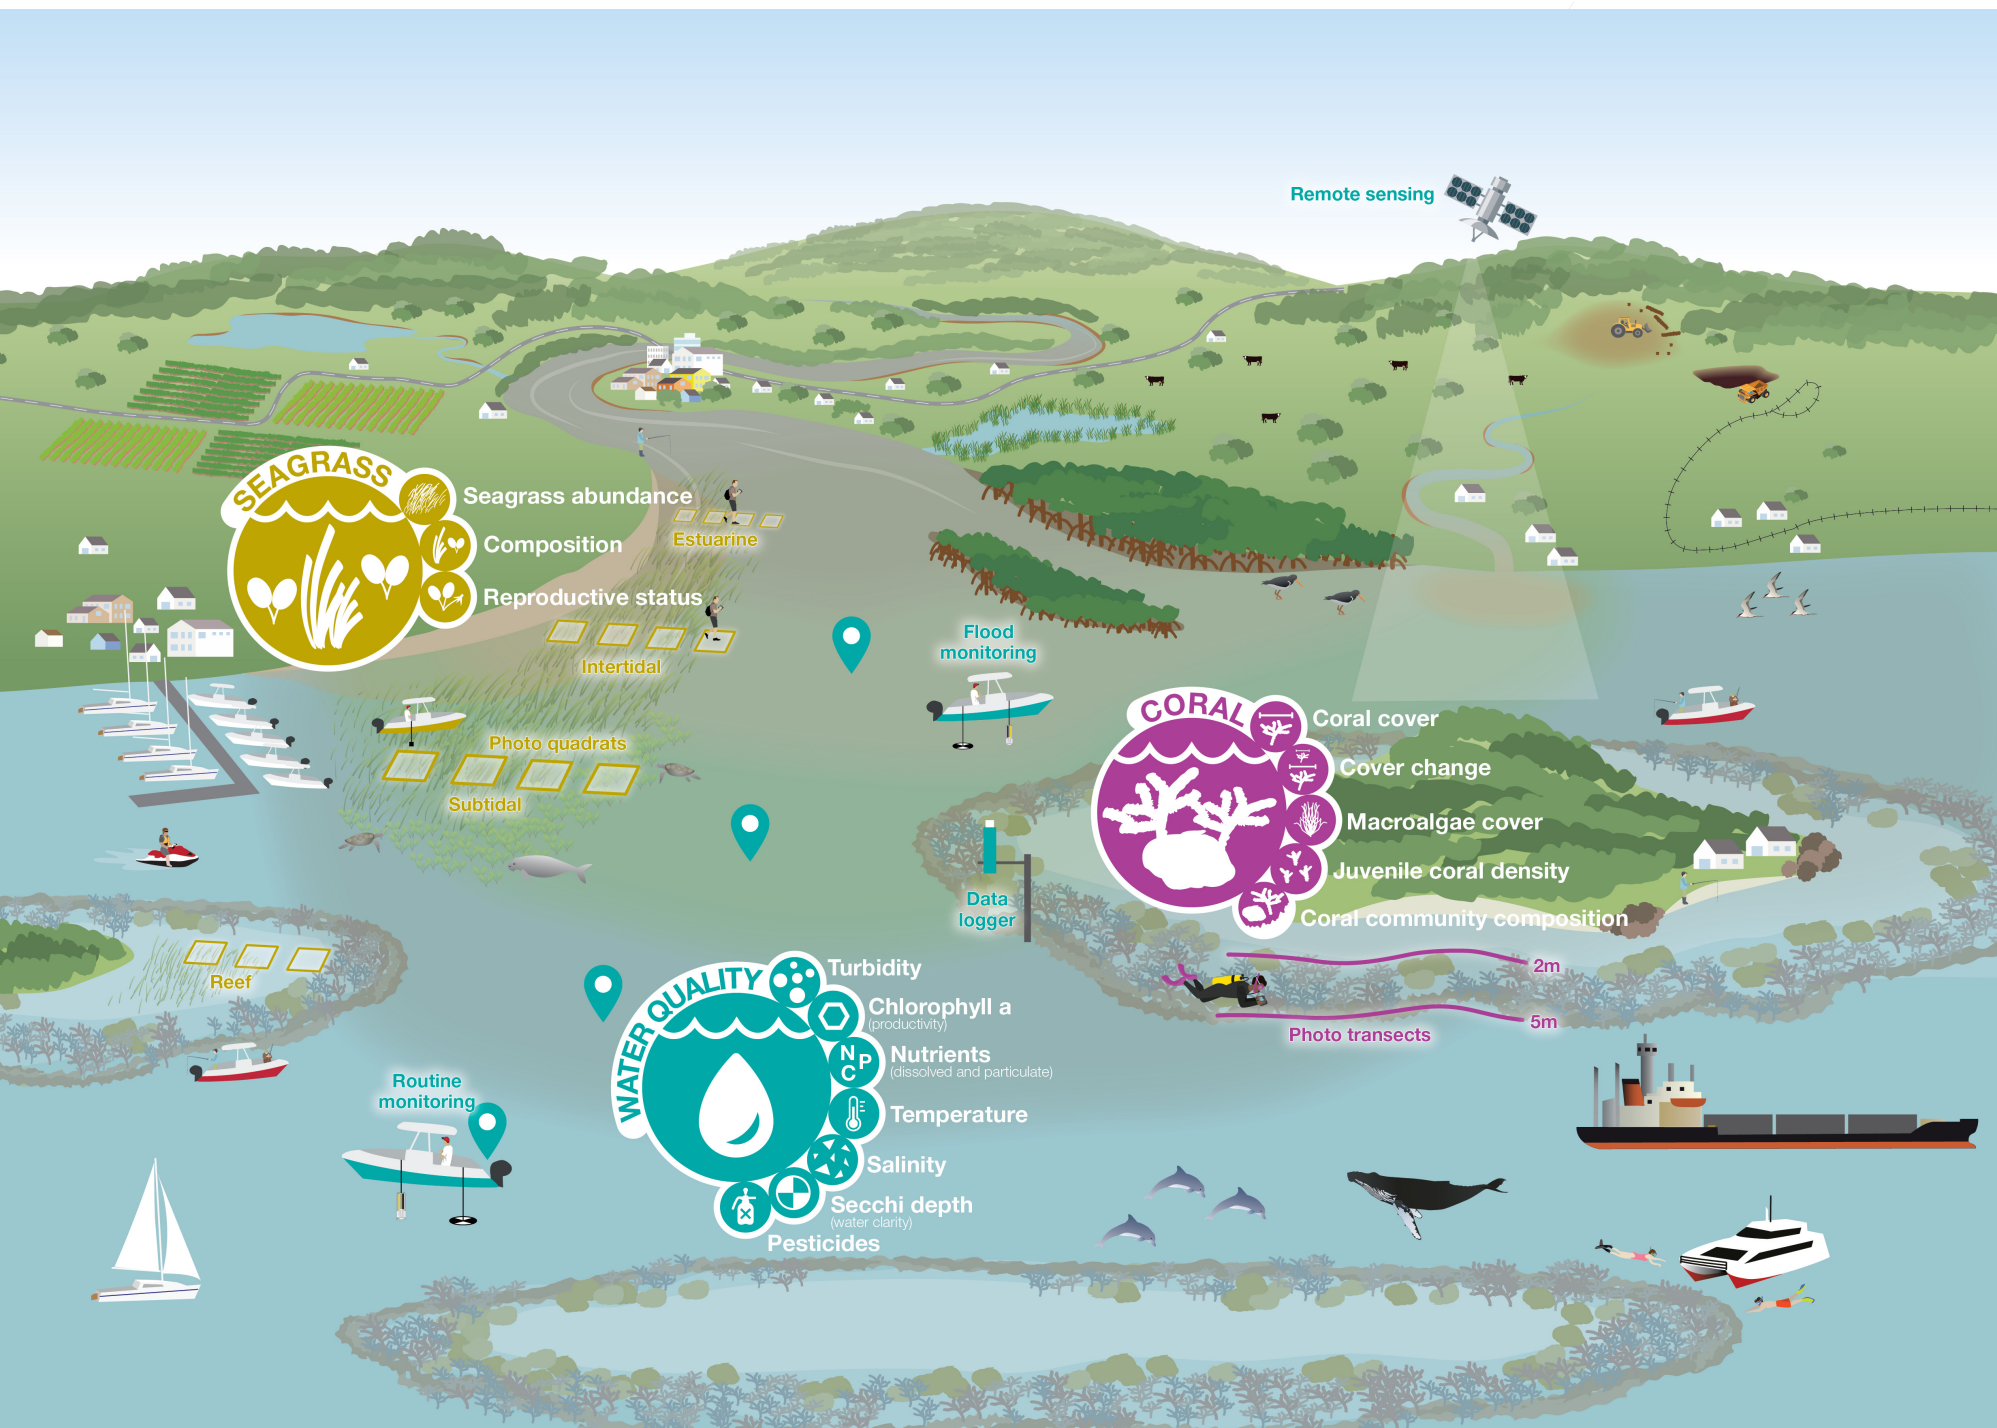 Remote sensing
SEAGRASS
Seagrass abundance
Composition
Reproductive status
Estuarine
Intertidal
Photo quadrats
Subtidal
Reef
Flood
monitoring
CORAL
Coral cover
Cover change
Macroalgae cover
Juvenile coral density
Coral community composition
Data
logger
2m
5m
Photo transects
WATER QUALITY
Turbidity
Chlorophyll a
(productivity)
N P
C
Nutrients
(dissolved and particulate)
Temperature
Salinity
Secchi depth
(water clarity)
Pesticides
Routine
monitoring